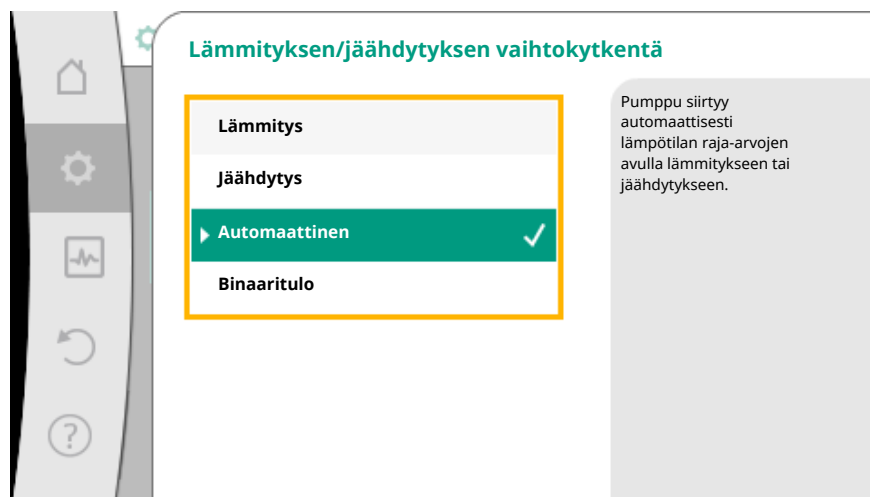 Lämmityksen/jäähdytyksen vaihtokytkentä
Lämmitys
Jäähdytys
Automaattinen
Binaaritulo
Pumppu siirtyy
automaattisesti
lämpötilan raja-arvojen
avulla lämmitykseen tai
jäähdytykseen.